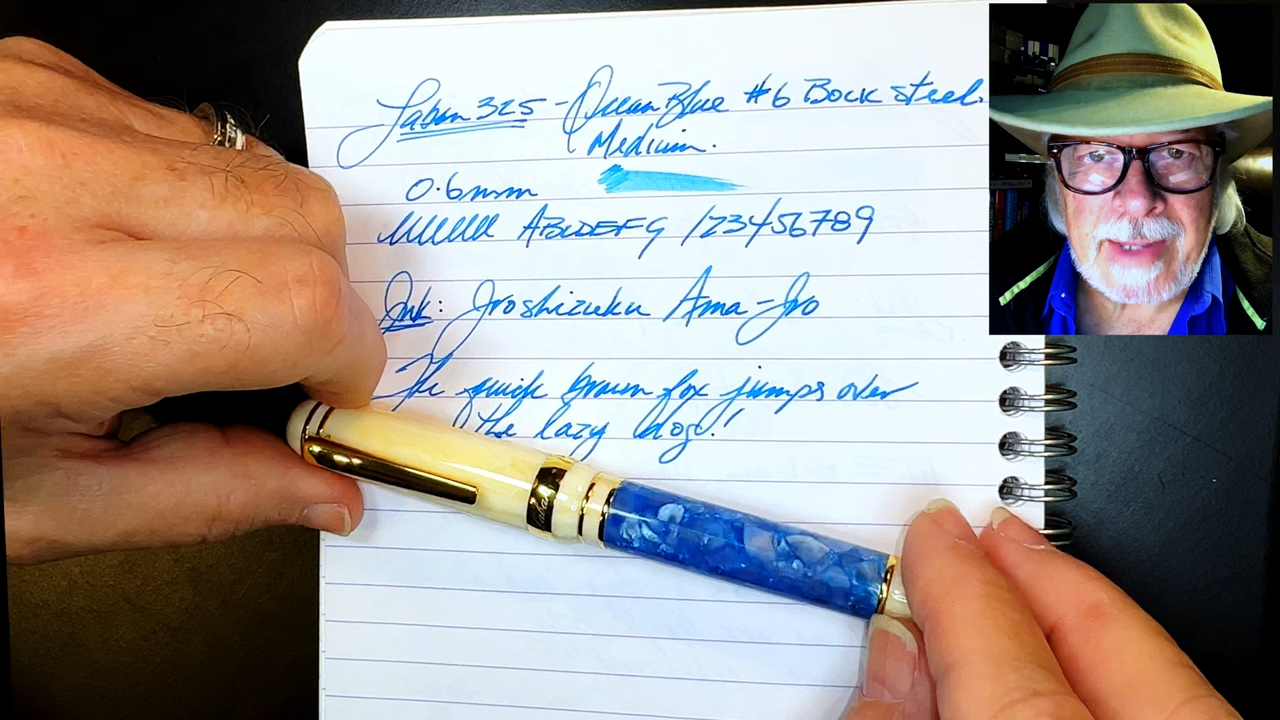 Laban 325 - Ocean Blue #6 Bock steel.
Medium.
0.6mm
ABCDEFG 123456789
Ink: Iroshizuku Ama-Iro
The quick brown fox jumps over
the lazy dog!
Laban